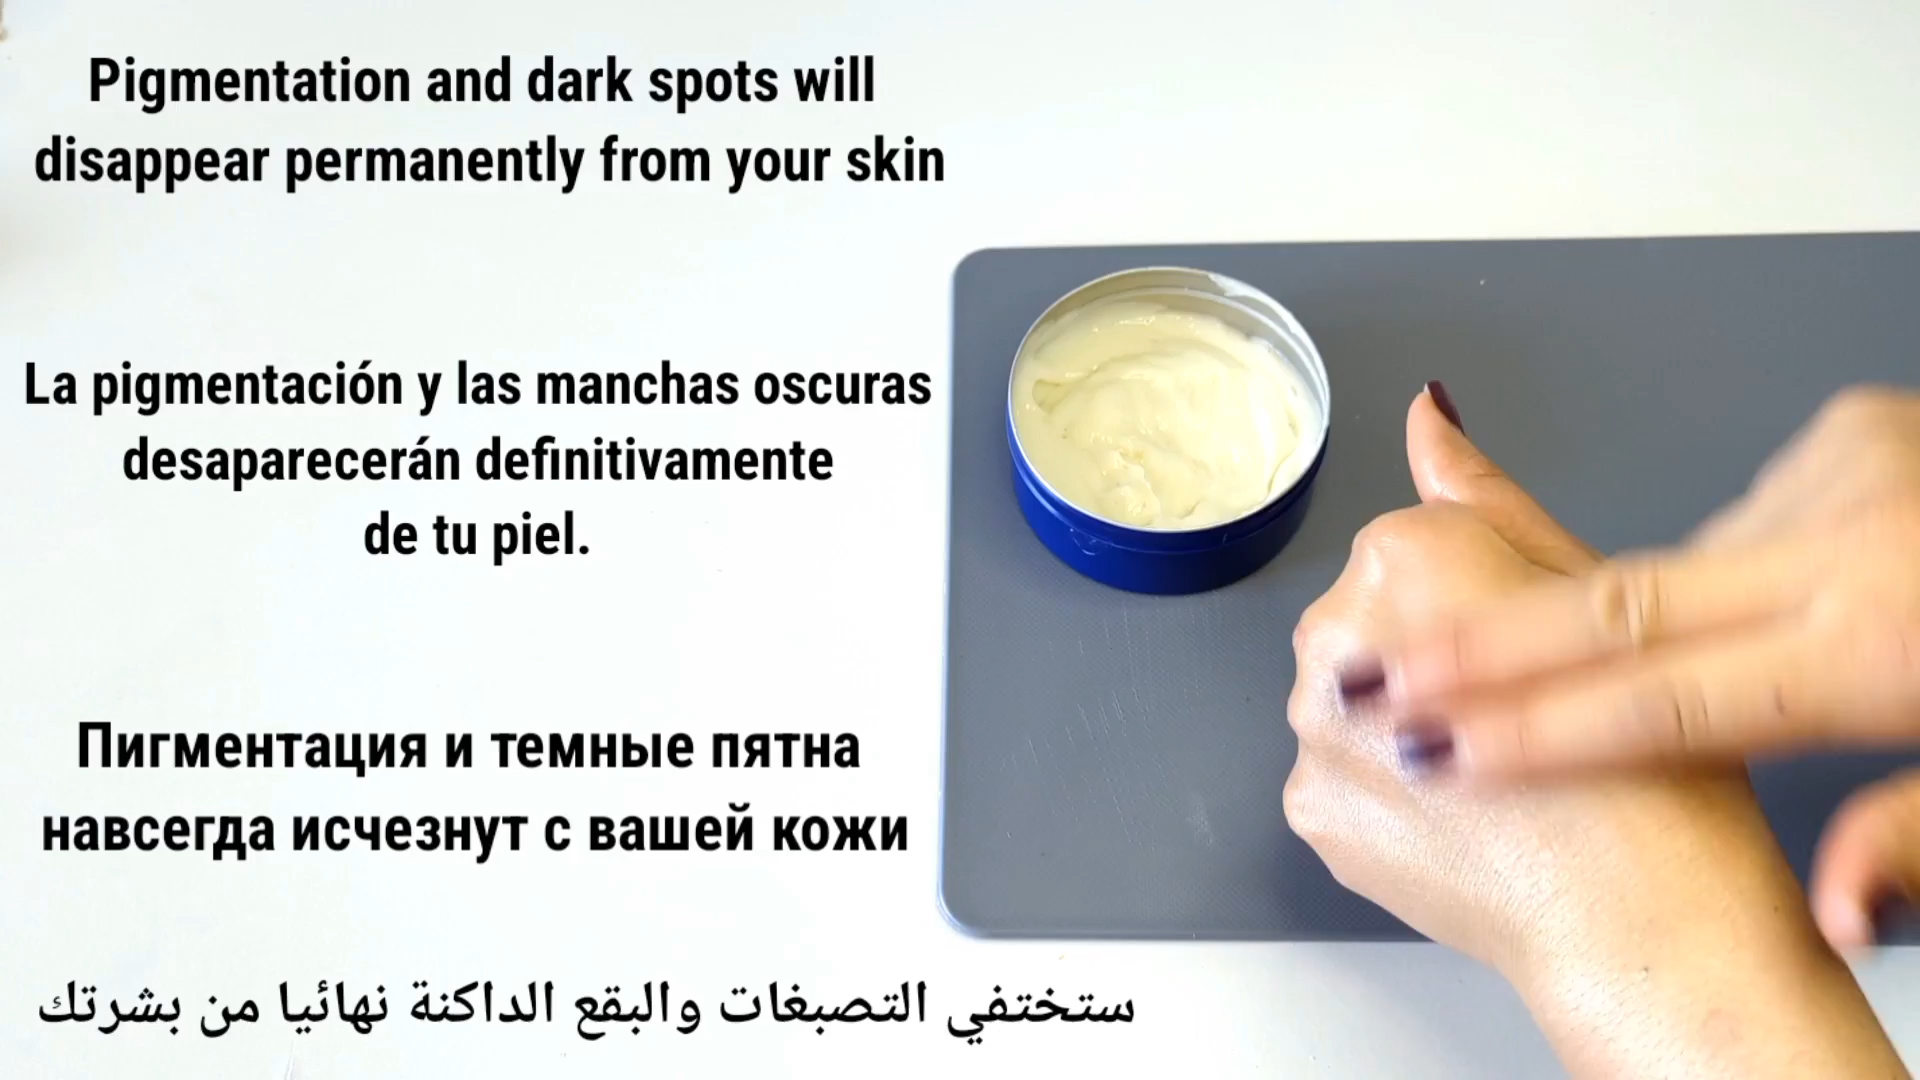 Pigmentation and dark spots will
disappear permanently from your skin
La pigmentación y las manchas oscuras
desaparecerán definitivamente
de tu piel.
Пигментация и темные пятна
навсегда исчезнут с вашей кожи
ستختفي التصبغات والبقع الداكنة نهائيا من بشرتك